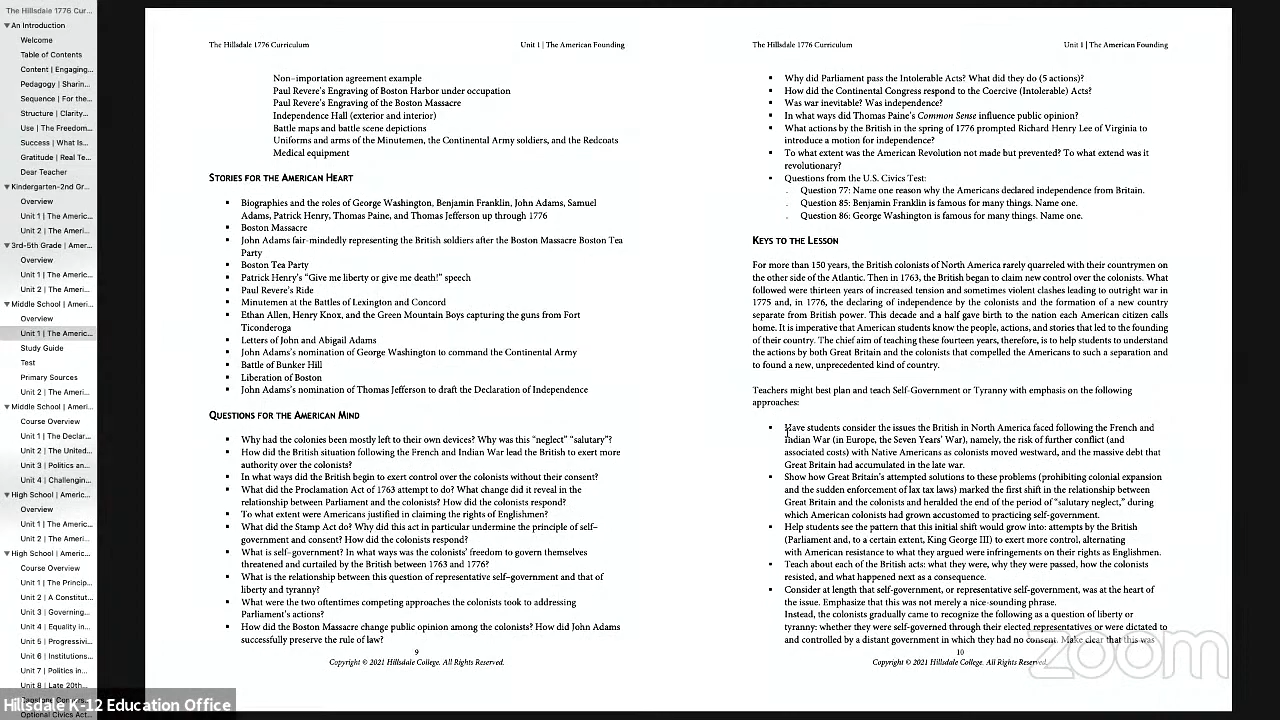 The Hillsdale 1776 Cur...
An Introduction
Welcome
Table of Contents
Content | Engaging...
Pedagogy | Sharin...
Sequence | For the...
Structure | Clarity...
Use | The Freedom...
Success | What Is...
Gratitude | Real Te...
Dear Teacher
Kindergarten-2nd Gr...
Overview
Unit 1 | The Americ...
Unit 2 | The Ameri...
3rd-5th Grade | Amer...
Overview
Unit 1 | The Americ...
Unit 2 | The Ameri...
Middle School | Ameri...
Overview
Unit 1 | The Americ...
Study Guide
Test
Primary Sources
Unit 2 | The Ameri...
Middle School | Ameri...
Course Overview
Unit 1 | The Declar...
Unit 2 | The United...
Unit 3 | Politics an...
Unit 4 | Challengin...
High School | Americ...
Overview
Unit 1 | The Americ...
Unit 2 | The Ameri...
High School | Americ...
Course Overview
Unit 1 | The Princip...
Unit 2 | A Constitut...
Unit 3 | Governing...
Unit 4 | Equality in...
Unit 5 | Progressivi...
Unit 6 | Institutions...
Unit 7 | Politics in...
Unit 8 | Late 20th...
Optional Civics Act...
Hillsdale K-12 Education Office
The Hillsdale 1776 Curriculum
Unit 1 | The American Founding
Non-importation agreement example
Paul Revere's Engraving of Boston Harbor under occupation
Paul Revere's Engraving of the Boston Massacre
Independence Hall (exterior and interior)
Battle maps and battle scene depictions
Uniforms and arms of the Minutemen, the Continental Army soldiers, and the Redcoats
Medical equipment
Stories for the American Heart
▪ Biographies and the roles of George Washington, Benjamin Franklin, John Adams, Samuel
Adams, Patrick Henry, Thomas Paine, and Thomas Jefferson up through 1776
▪ Boston Massacre
▪ John Adams fair-mindedly representing the British soldiers after the Boston Massacre Boston Tea
Party
▪ Boston Tea Party
▪ Patrick Henry's "Give me liberty or give me death!" speech
▪ Paul Revere's Ride
▪ Minutemen at the Battles of Lexington and Concord
▪ Ethan Allen, Henry Knox, and the Green Mountain Boys capturing the guns from Fort
Ticonderoga
▪ Letters of John and Abigail Adams
▪ John Adams's nomination of George Washington to command the Continental Army
▪ Battle of Bunker Hill
▪ Liberation of Boston
▪ John Adams's nomination of Thomas Jefferson to draft the Declaration of Independence
Questions for the American Mind
▪ Why had the colonies been mostly left to their own devices? Why was this "neglect" "salutary"?
▪ How did the British situation following the French and Indian War lead the British to exert more
authority over the colonists?
▪ In what ways did the British begin to exert control over the colonists without their consent?
▪ What did the Proclamation Act of 1763 attempt to do? What change did it reveal in the
relationship between Parliament and the colonists? How did the colonists respond?
▪ To what extent were Americans justified in claiming the rights of Englishmen?
▪ What did the Stamp Act do? Why did this act in particular undermine the principle of self-
government and consent? How did the colonists respond?
▪ What is self-government? In what ways was the colonists' freedom to govern themselves
threatened and curtailed by the British between 1763 and 1776?
▪ What is the relationship between this question of representative self-government and that of
liberty and tyranny?
▪ What were the two oftentimes competing approaches the colonists took to addressing
Parliament's actions?
▪ How did the Boston Massacre change public opinion among the colonists? How did John Adams
successfully preserve the rule of law?
9
Copyright © 2021 Hillsdale College. All Rights Reserved.
The Hillsdale 1776 Curriculum
Unit 1 | The American Founding
▪ Why did Parliament pass the Intolerable Acts? What did they do (5 actions)?
▪ How did the Continental Congress respond to the Coercive (Intolerable) Acts?
▪ Was war inevitable? Was independence?
▪ In what ways did Thomas Paine's Common Sense influence public opinion?
▪ What actions by the British in the spring of 1776 prompted Richard Henry Lee of Virginia to
introduce a motion for independence?
▪ To what extent was the American Revolution not made but prevented? To what extend was it
revolutionary?
▪ Questions from the U.S. Civics Test:
Question 77: Name one reason why the Americans declared independence from Britain.
Question 85: Benjamin Franklin is famous for many things. Name one.
Question 86: George Washington is famous for many things. Name one.
Keys to the Lesson
For more than 150 years, the British colonists of North America rarely quarreled with their countrymen on
the other side of the Atlantic. Then in 1763, the British began to claim new control over the colonists. What
followed were thirteen years of increased tension and sometimes violent clashes leading to outright war in
1775 and, in 1776, the declaring of independence by the colonists and the formation of a new country
separate from British power. This decade and a half gave birth to the nation each American citizen calls
home. It is imperative that American students know the people, actions, and stories that led to the founding
of their country. The chief aim of teaching these fourteen years, therefore, is to help students to understand
the actions by both Great Britain and the colonists that compelled the Americans to such a separation and
to found a new, unprecedented kind of country.
Teachers might best plan and teach Self-Government or Tyranny with emphasis on the following
approaches:
▪ Have students consider the issues the British in North America faced following the French and
Indian War (in Europe, the Seven Years' War), namely, the risk of further conflict (and
associated costs) with Native Americans as colonists moved westward, and the massive debt that
Great Britain had accumulated in the late war.
▪ Show how Great Britain's attempted solutions to these problems (prohibiting colonial expansion
and the sudden enforcement of lax tax laws) marked the first shift in the relationship between
Great Britain and the colonists and heralded the end of the period of "salutary neglect," during
which American colonists had grown accustomed to practicing self-government.
▪ Help students see the pattern that this initial shift would grow into: attempts by the British
(Parliament and, to a certain extent, King George III) to exert more control, alternating
with American resistance to what they argued were infringements on their rights as Englishmen.
▪ Teach about each of the British acts: what they were, why they were passed, how the colonists
resisted, and what happened next as a consequence.
▪ Consider at length that self-government, or representative self-government, was at the heart of
the issue. Emphasize that this was not merely a nice-sounding phrase.
Instead, the colonists gradually came to recognize the following as a question of liberty or
tyranny: whether they were self-governed through their elected representatives or were dictated to
and controlled by a distant government in which they had no consent. Make clear that this was
10
Copyright © 2021 Hillsdale College. All Rights Reserved.
zoom